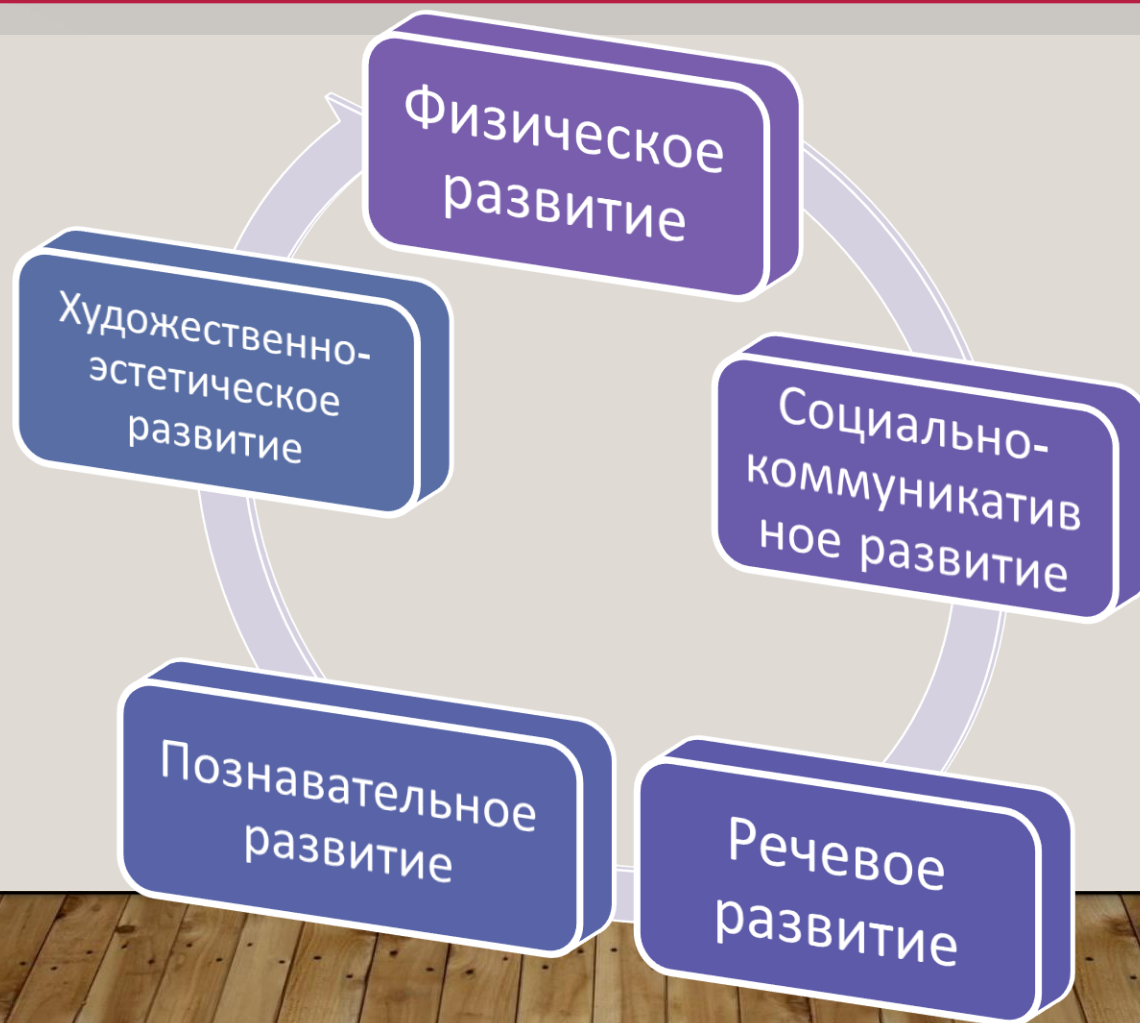 Физическое
развитие
Социально-
коммуникатив
ное развитие
Речевое
развитие
Познавательное
развитие
Художественно-
эстетическое
развитие